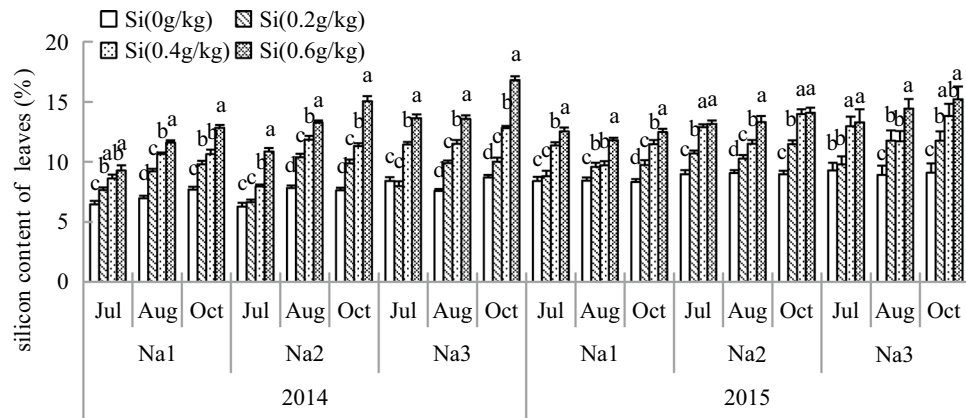 Si(0g/kg) Si(0.2g/kg)
Si(0.4g/kg) Si(0.6g/kg)
silicon content of leaves (%)
20
15
10
5
0
c b ab a
d c b a
c b b a
c c b a
d c b a
d c b a
c c b a
d c b a
d c b a
c c b a
c b b a
d c b a
c b a a
d c b a
c b a a
b b a a
c b b a
c b ab a
Jul Aug Oct Jul Aug Oct Jul Aug Oct Jul Aug Oct Jul Aug Oct Jul Aug Oct
Na1 Na2 Na3 Na1 Na2 Na3
2014 2015